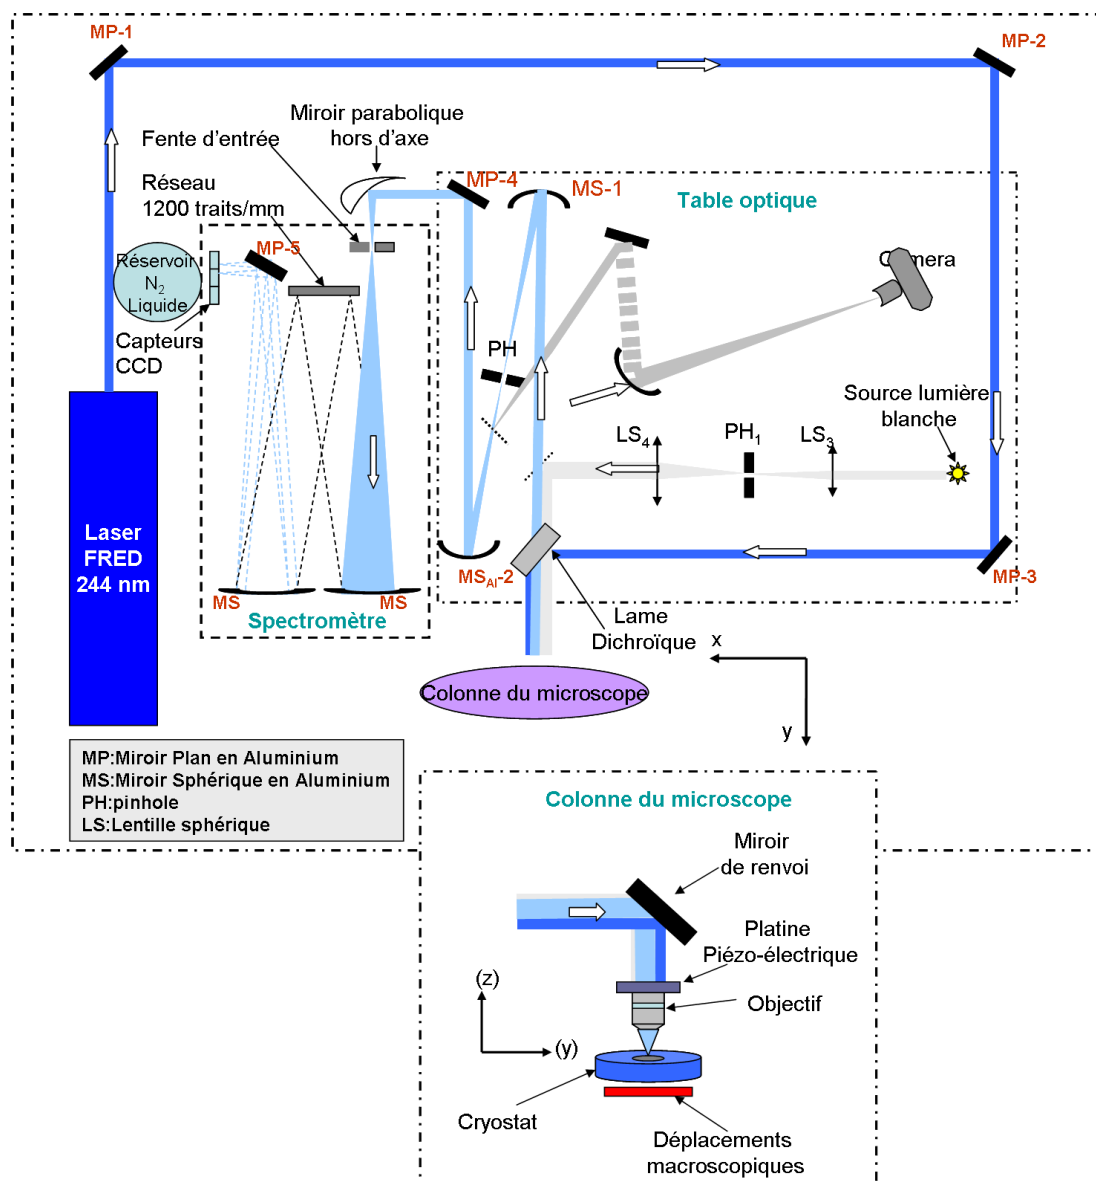 MP-1
MP-2
Miroir parabolique
hors d'axe
Fente d'entrée
MP-4
MS-1
Réseau
1200 traits/mm
Table optique
MP-5
Réservoir
N2
Liquide
Camera
Capteurs
CCD
PH
Source lumière
blanche
LS4
PH1
LS3
Laser
FRED
244 nm
MS
MS
MSAl-2
MP-3
Spectromètre
Lame
Dichroïque
x
y
Colonne du microscope
MP:Miroir Plan en Aluminium
MS:Miroir Sphérique en Aluminium
PH:pinhole
LS:Lentille sphérique
Colonne du microscope
Miroir
de renvoi
Platine
Piézo-électrique
(z)
Objectif
(y)
Cryostat
Déplacements
macroscopiques